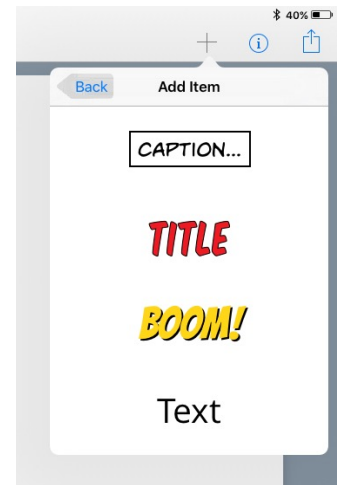 40%
Back Add Item
CAPTION...
TITLE
BOOM!
Text